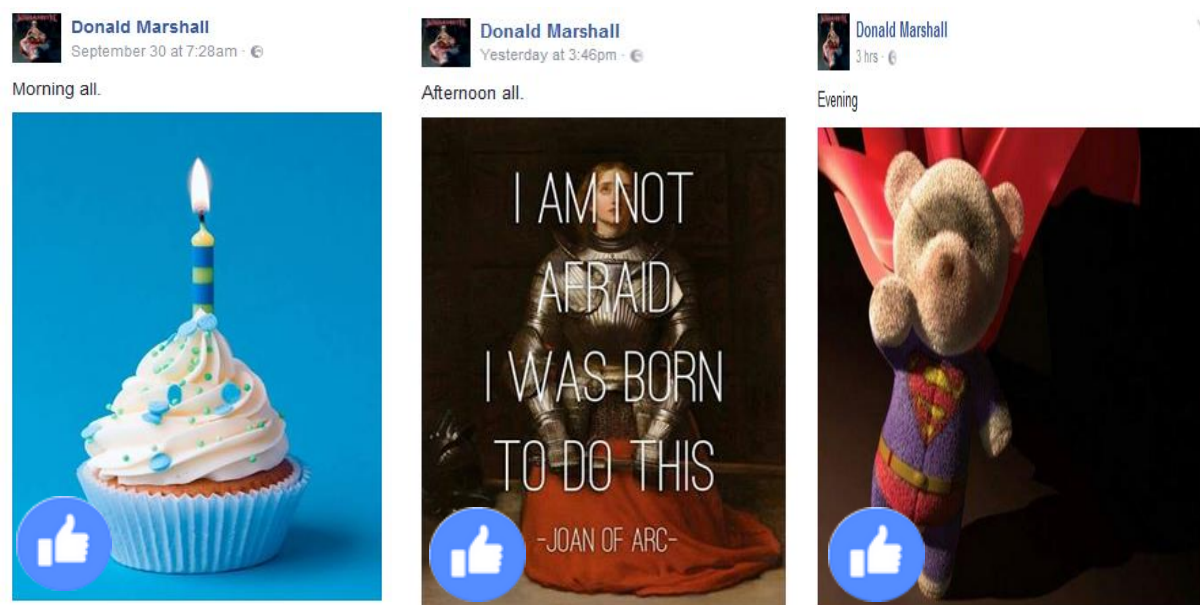 Donald Marshall
September 30 at 7:28am ·
Morning all.
Donald Marshall
Yesterday at 3:46pm ·
Afternoon all.
I AM NOT
AFRAID
I WAS BORN
TO DO THIS
-JOAN OF ARC-
Donald Marshall
3 hrs ·
Evening